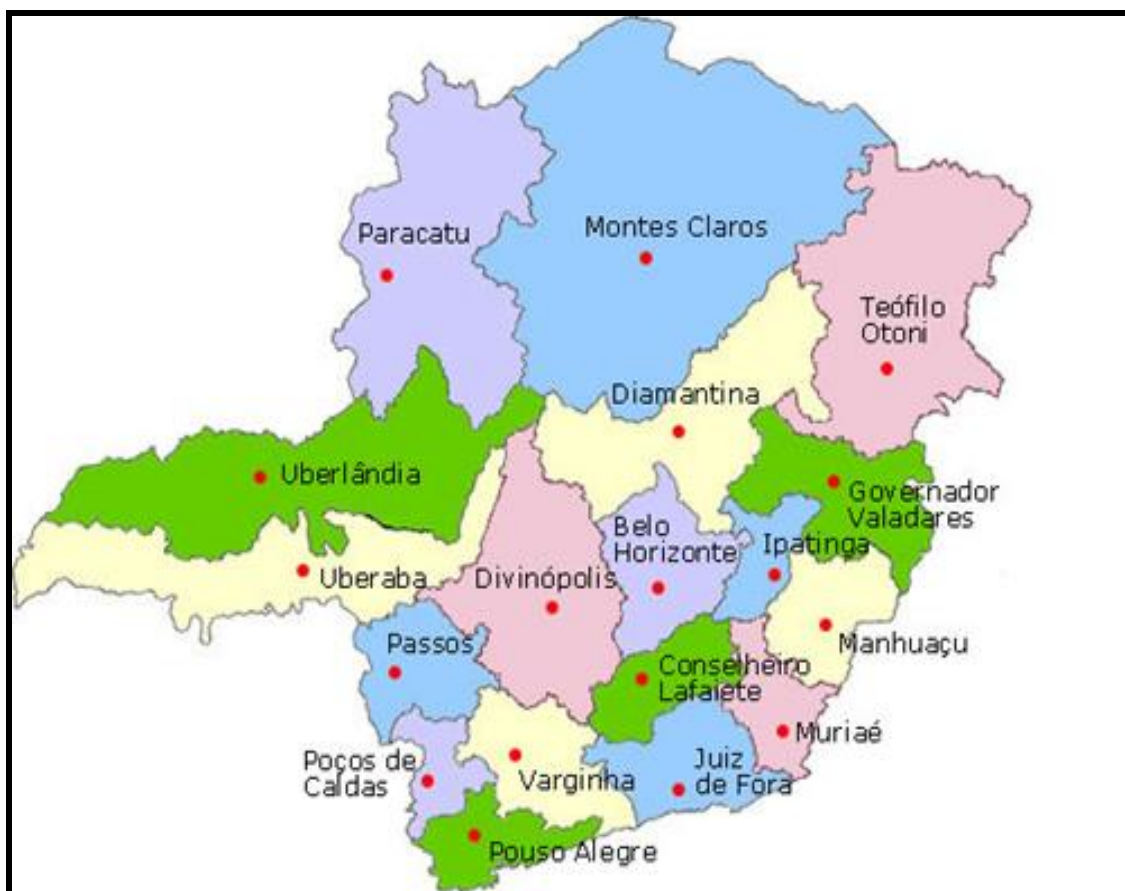 Paracatu
Montes Claros
Teófilo
Otoni
Diamantina
Uberlândia
Governador
Valadares
Belo
Horizonte
Ipatinga
Uberaba
Divinópolis
Passos
Manhuaçu
Conselheiro
Lafaiete
Muriaé
Poços de
Caldas
Varginha
Juiz
de Fora
Pouso Alegre